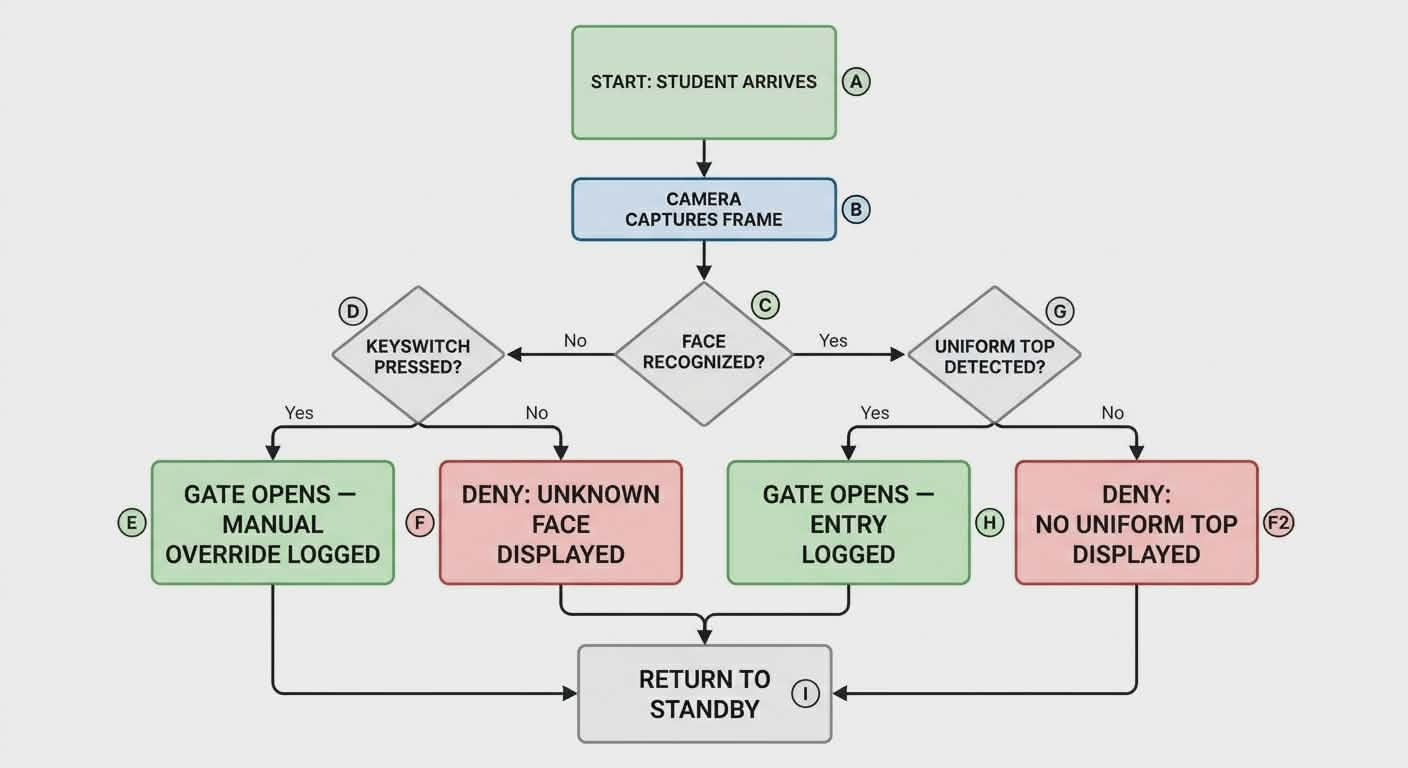 START: STUDENT ARRIVES
A
CAMERA
CAPTURES FRAME
B
C
FACE
RECOGNIZED?
No
Yes
D
KEYSWITCH
PRESSED?
G
UNIFORM TOP
DETECTED?
Yes
No
Yes
No
E
GATE OPENS —
MANUAL
OVERRIDE LOGGED
F
DENY: UNKNOWN
FACE
DISPLAYED
GATE OPENS —
ENTRY
LOGGED
H
DENY:
NO UNIFORM TOP
DISPLAYED
F2
RETURN TO
STANDBY
I